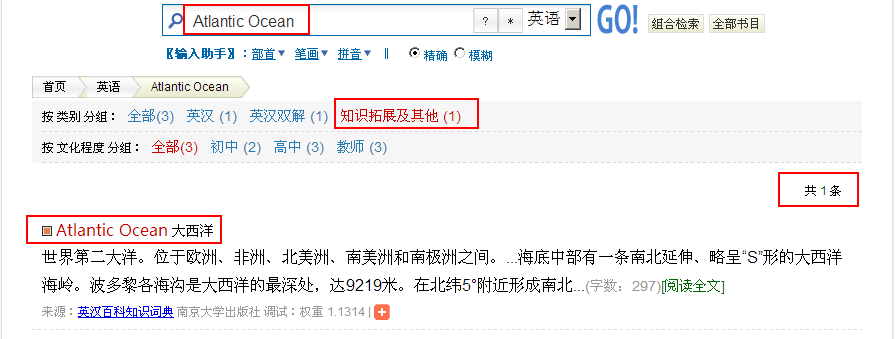 Atlantic Ocean ? * 英语 GO! 组合检索 全部书目
〖输入助手〗： 部首 笔画 拼音 ‖ 精确 模糊
首页 英语 Atlantic Ocean
按 类别 分组： 全部(3) 英汉 (1) 英汉双解 (1) 知识拓展及其他 (1)
按 文化程度 分组： 全部(3) 初中 (2) 高中 (3) 教师 (3)
共 1 条
Atlantic Ocean 大西洋
世界第二大洋。位于欧洲、非洲、北美洲、南美洲和南极洲之间。...海底中部有一条南北延伸、略呈“S”形的大西洋
海岭。波多黎各海沟是大西洋的最深处，达9219米。在北纬5°附近形成南北...(字数：297)[阅读全文]
来源：英汉百科知识词典 南京大学出版社 调试：权重 1.1314 | +